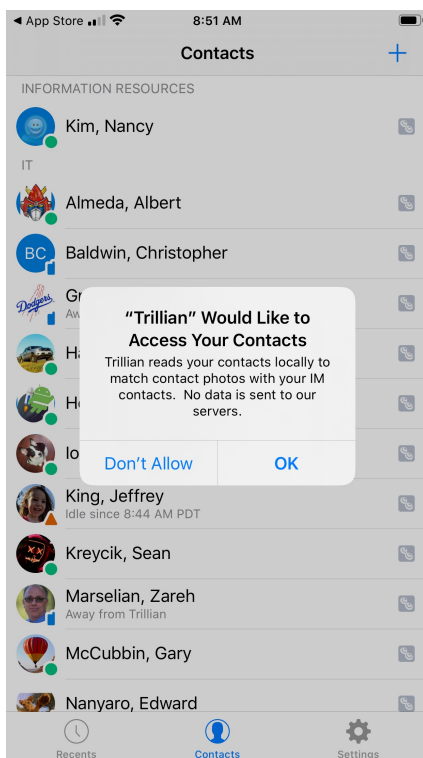 App Store
8:51 AM
Contacts
INFORMATION RESOURCES
Kim, Nancy
IT
Almeda, Albert
BC
Baldwin, Christopher
Dodgers
“Trillian” Would Like to
Access Your Contacts
Trillian reads your contacts locally to
match contact photos with your IM
contacts. No data is sent to our
servers.
Don't Allow
OK
King, Jeffrey
Idle since 8:44 AM PDT
Kreycik, Sean
Marselian, Zareh
Away from Trillian
McCubbin, Gary
Nanyaro, Edward
Recents
Contacts
Settings